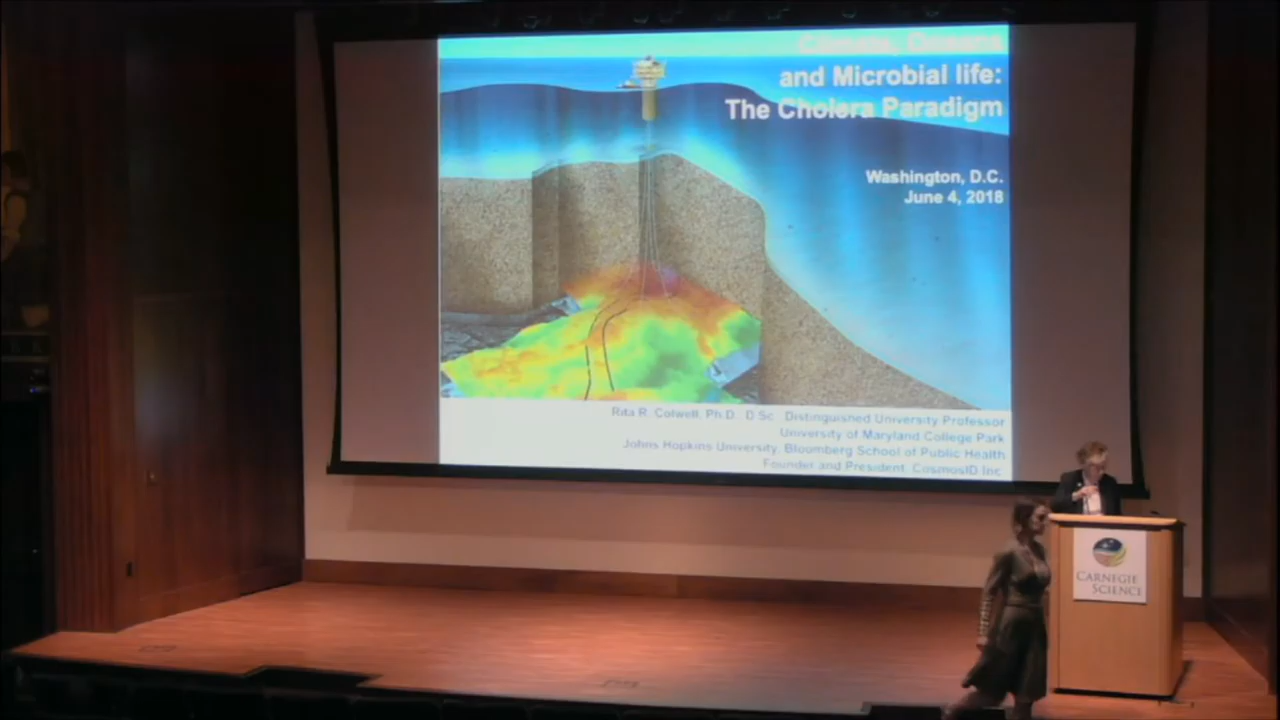 Climate, Oceans
and Microbial life:
The Cholera Paradigm
Washington, D.C.
June 4, 2018
Rita R. Colwell, Ph.D., D.Sc. Distinguished University Professor
University of Maryland College Park
Johns Hopkins University, Bloomberg School of Public Health
Founder and President, CosmosID Inc.
CARNEGIE
SCIENCE